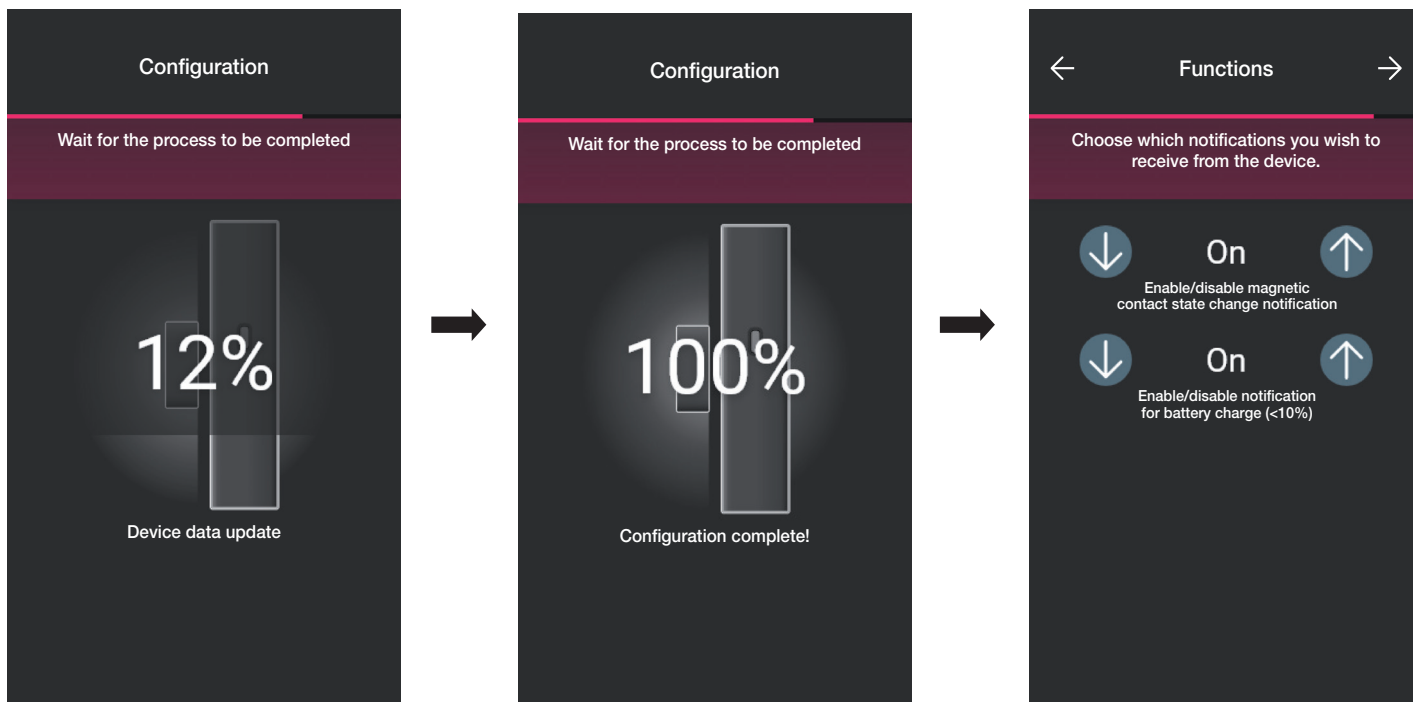 Configuration
Wait for the process to be completed
12%
Device data update
Configuration
Wait for the process to be completed
100%
Configuration complete!
Functions
Choose which notifications you wish to
receive from the device.
On
Enable/disable magnetic
contact state change notification
On
Enable/disable notification
for battery charge (<10%)